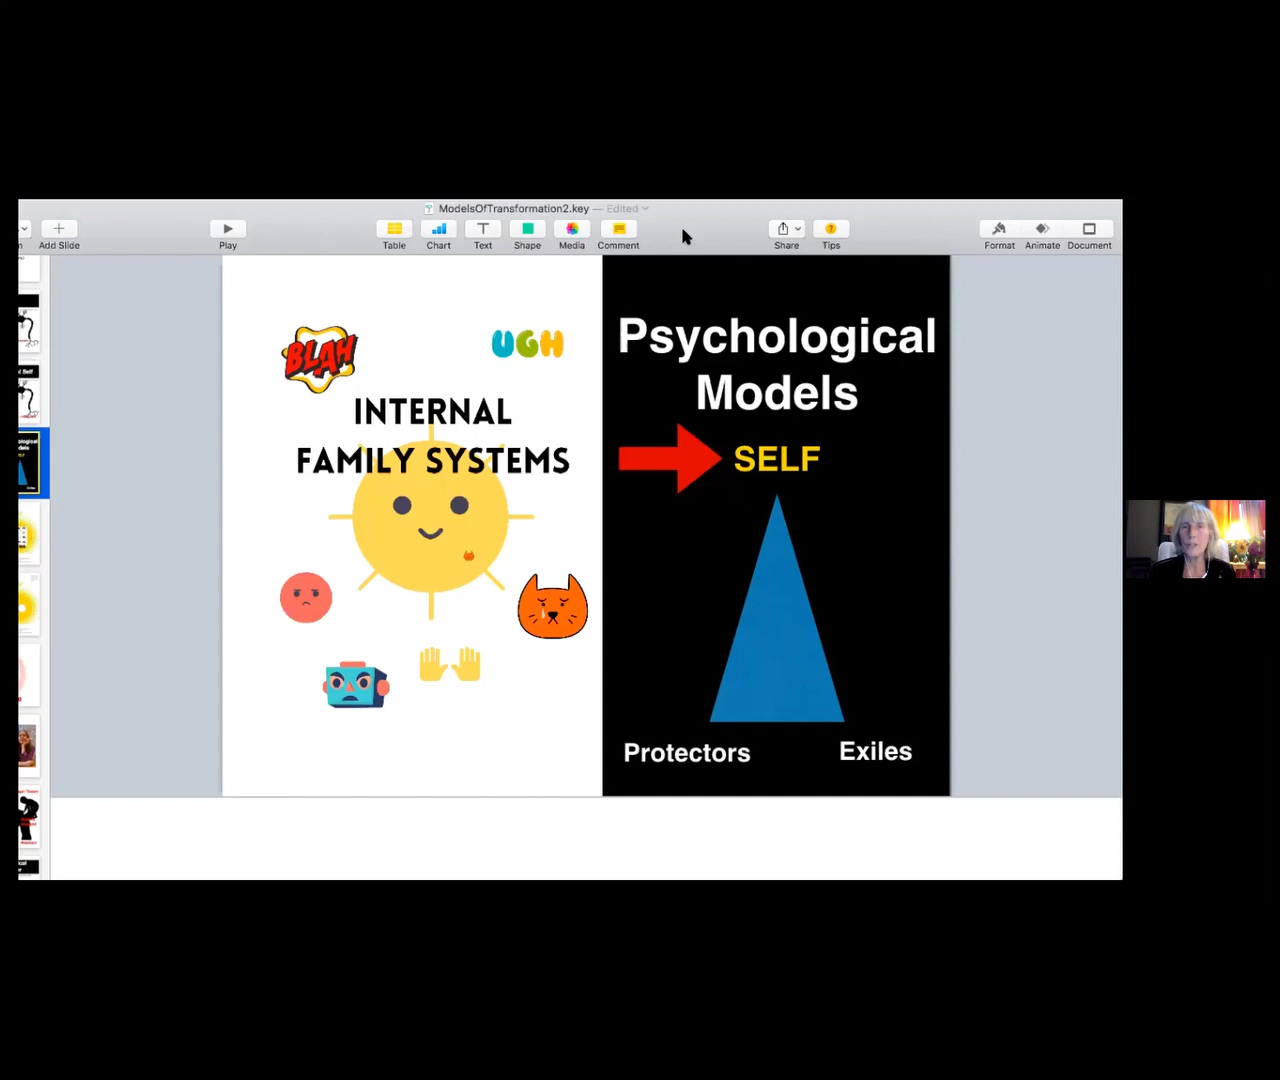 ModelsOfTransformation2.key — Edited
Add Slide
Play
Table
Chart
Text
Shape
Media
Comment
Share
Tips
Format
Animate
Document
BLAH
UGH
INTERNAL
FAMILY SYSTEMS
Psychological
Models
SELF
Protectors
Exiles